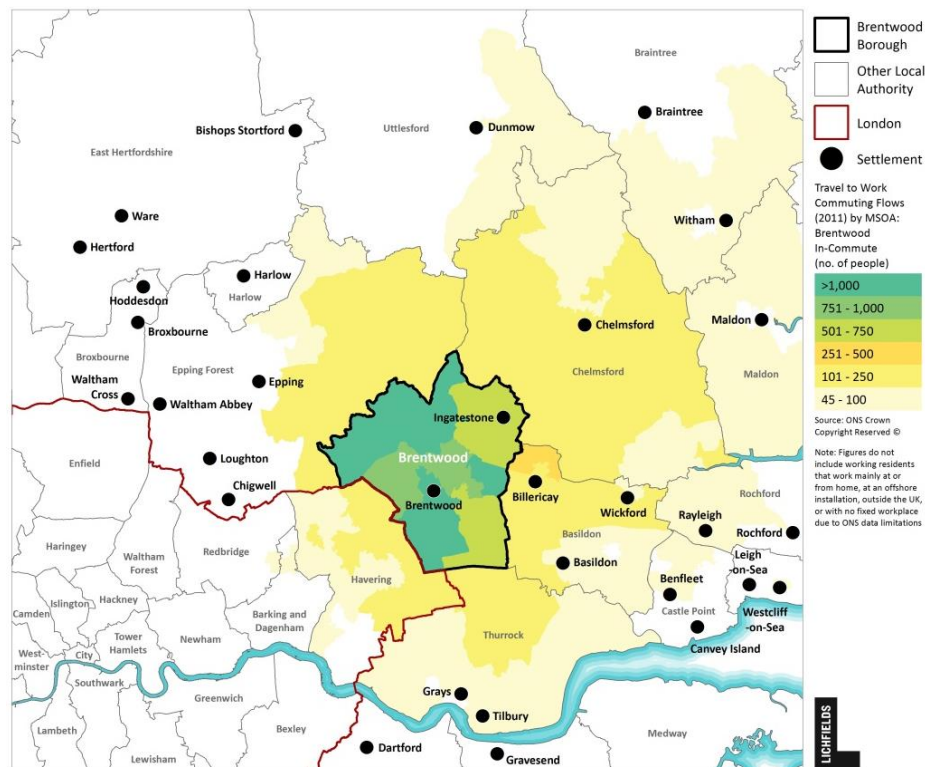 Braintree
Braintree
Bishops Stortford
Uttlesford
Dunmow
East Hertfordshire
Ware
Hertford
Witham
Harlow
Harlow
Hoddesdon
Broxbourne
Chelmsford
Maldon
Broxbourne
Epping Forest
Epping
Chelmsford
Maldon
Waltham
Cross
Waltham Abbey
Ingatestone
Enfield
Loughton
Brentwood
Chigwell
Brentwood
Billericay
Wickford
Rochford
Rayleigh
Rochford
Haringey
Waltham
Forest
Redbridge
Havering
Basildon
Basildon
Leigh
-on-Sea
Benfleet
Camden
Islington
Hackney
Barking and
Dagenham
Castle Point
Westcliff
-on-Sea
West-
minster
City
Tower
Hamlets
Newham
Thurrock
Canvey Island
Southwark
Greenwich
Grays
Tilbury
Lambeth
Bexley
Medway
Lewisham
Dartford
Gravesend
Brentwood
Borough
Other Local
Authority
London
Settlement
Travel to Work
Commuting Flows
(2011) by MSOA:
Brentwood
In-Commute
(no. of people)
>1,000
751 - 1,000
501 - 750
251 - 500
101 - 250
45 - 100
Source: ONS Crown
Copyright Reserved ©
Note: Figures do not
include working residents
that work mainly at or
from home, at an offshore
installation, outside the UK,
or with no fixed workplace
due to ONS data limitations
LICHFIELDS